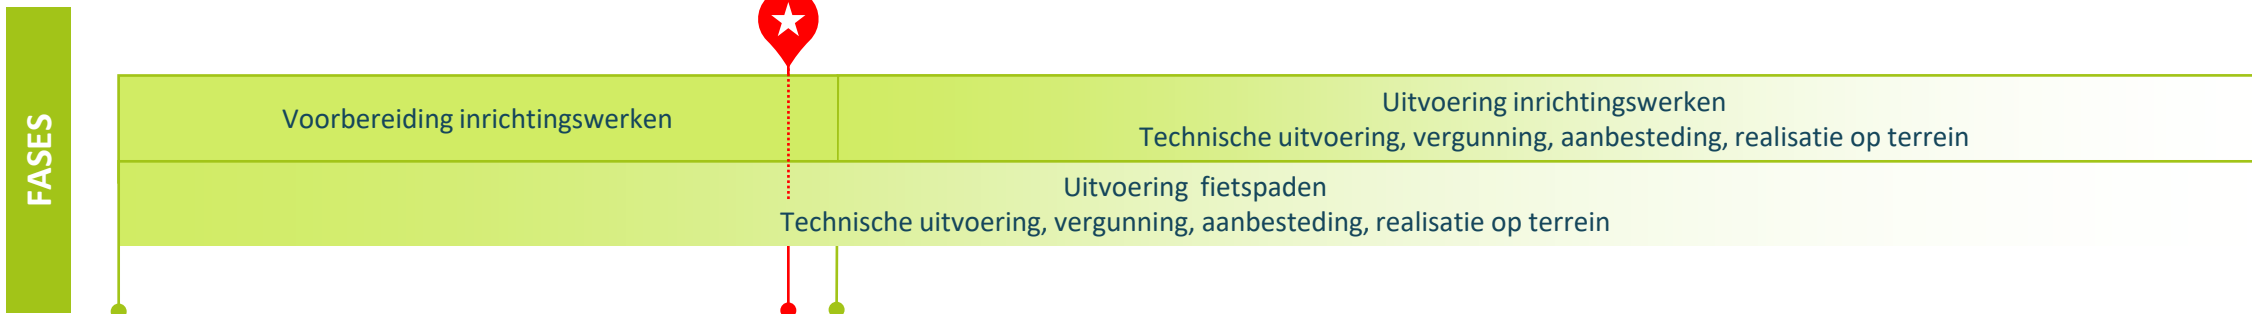 FASES
Voorbereiding inrichtingswerken
Uitvoering inrichtingswerken
Technische uitvoering, vergunning, aanbesteding, realisatie op terrein
Uitvoering fietspaden
Technische uitvoering, vergunning, aanbesteding, realisatie op terrein